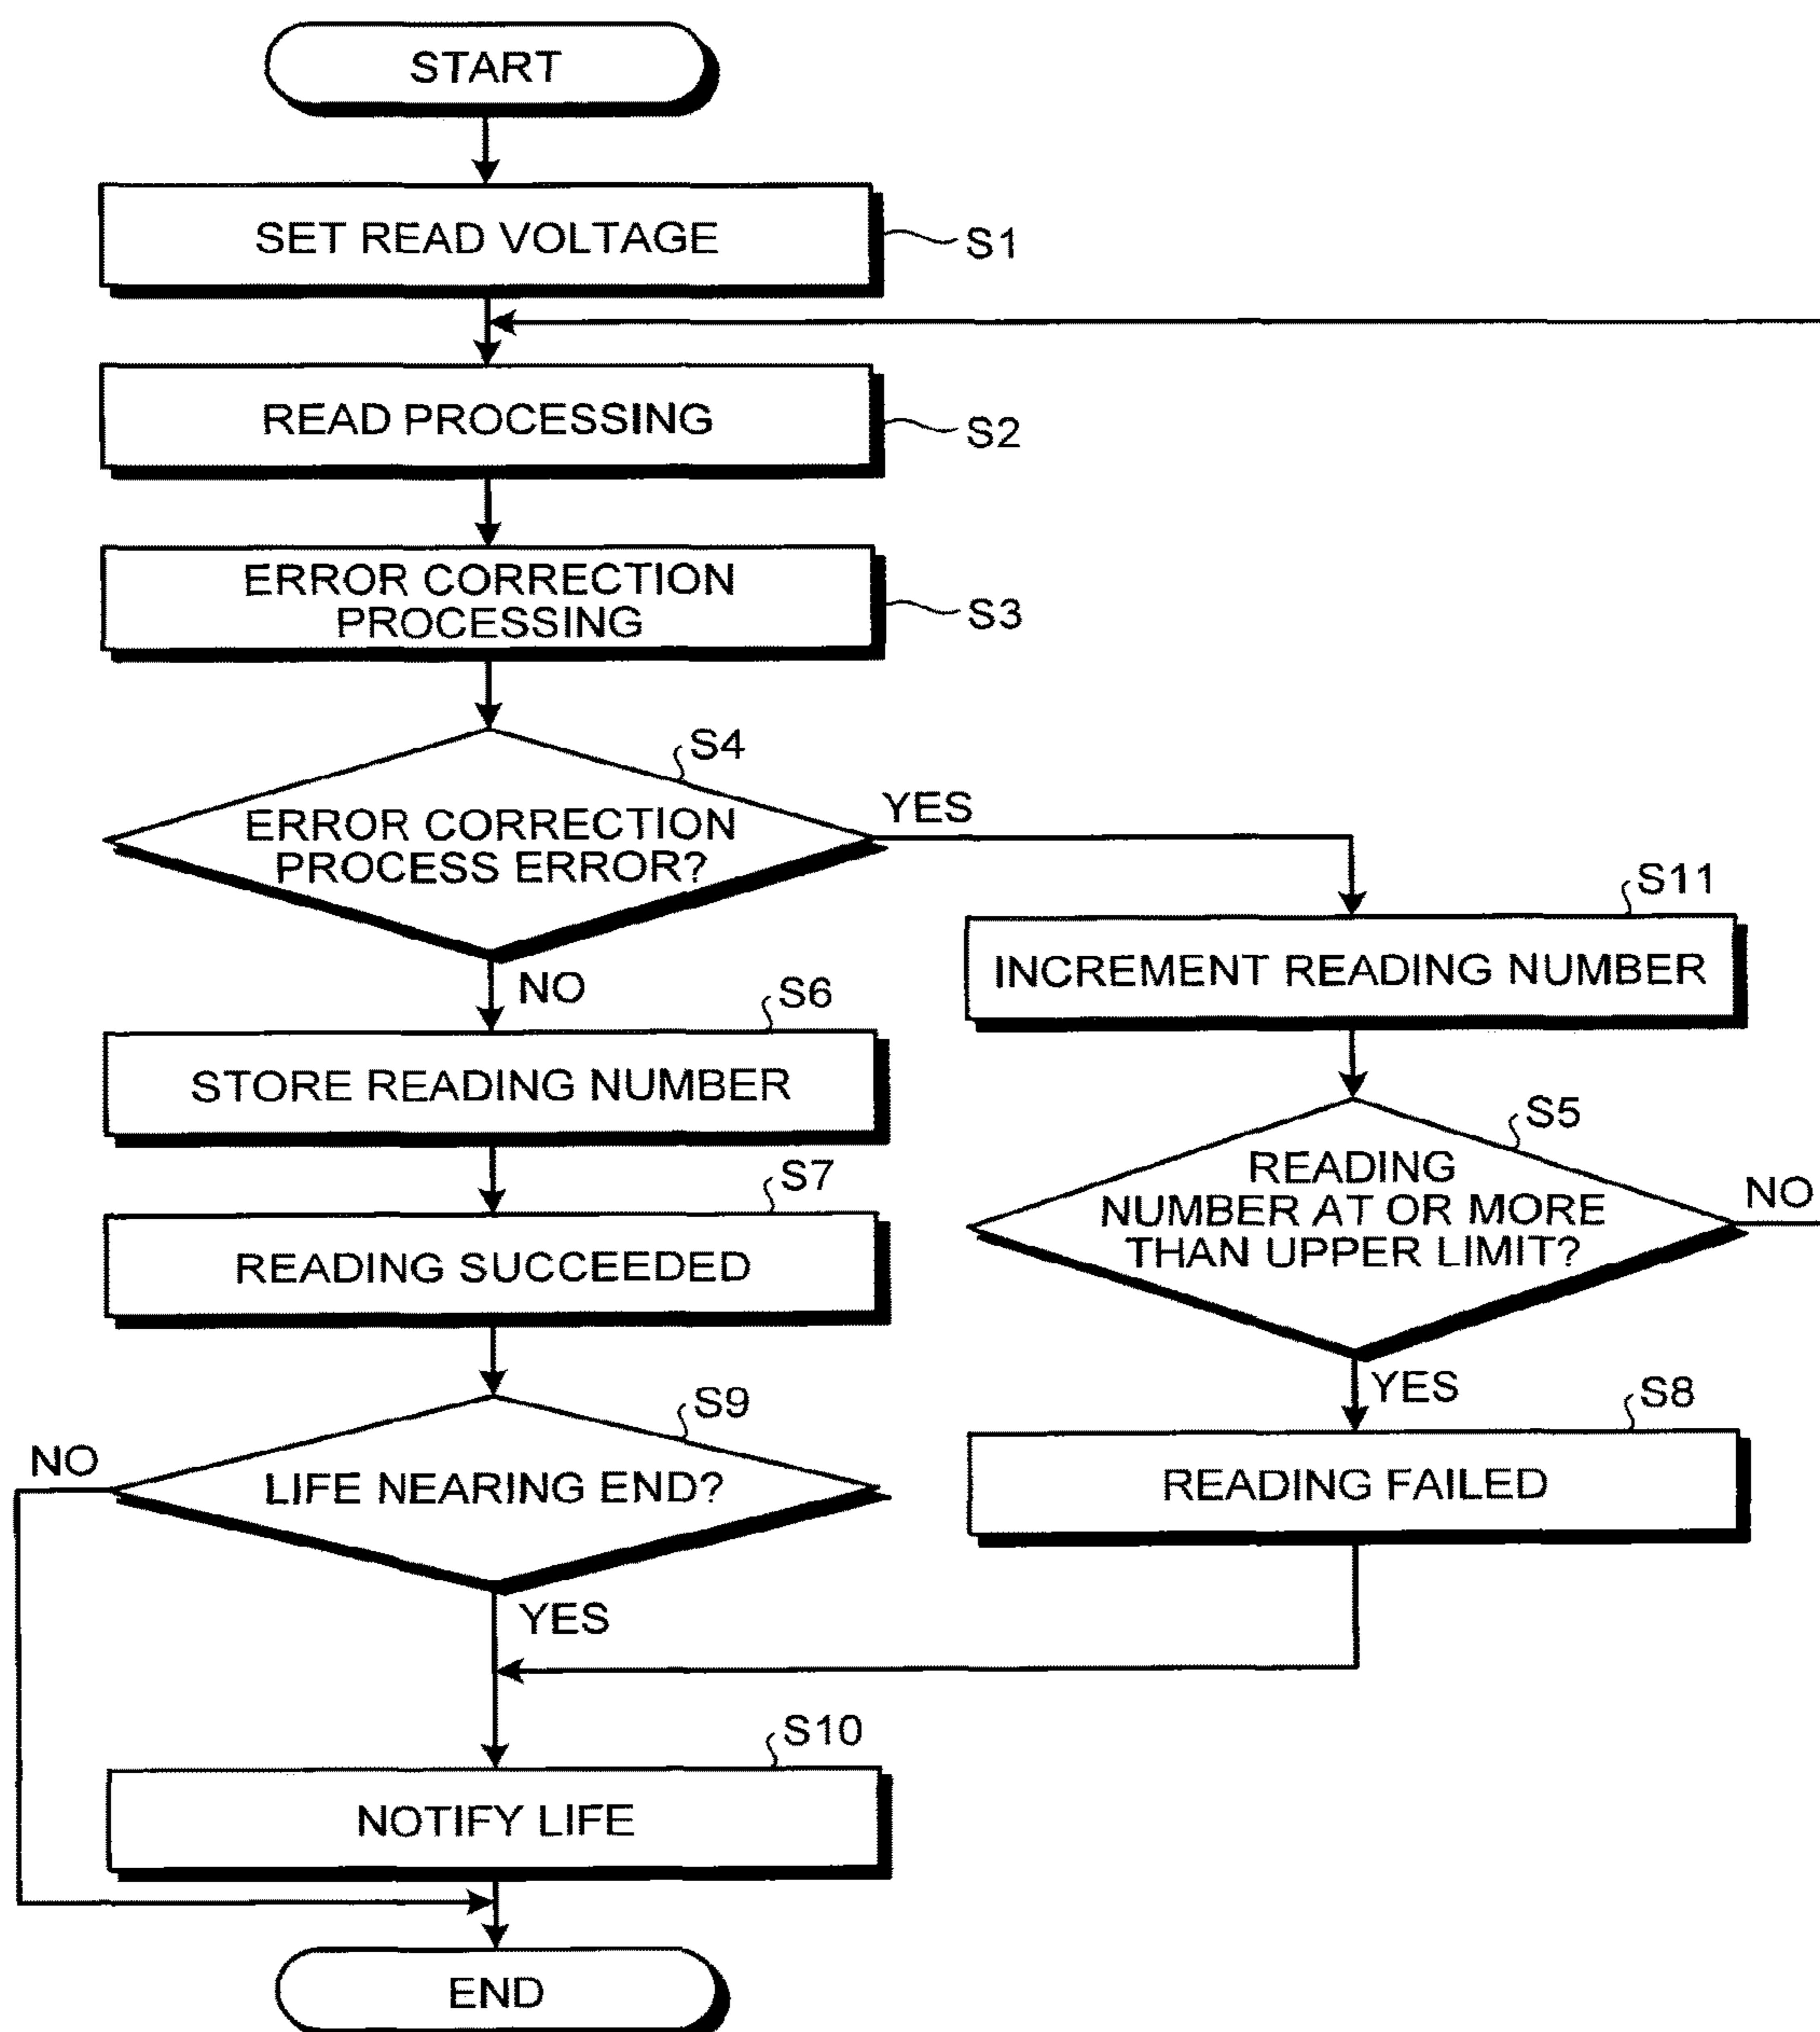 START
SET READ VOLTAGE
S1
READ PROCESSING
S2
ERROR CORRECTION
PROCESSING
S3
S4
ERROR CORRECTION
PROCESS ERROR?
YES
NO
S11
INCREMENT READING NUMBER
S6
STORE READING NUMBER
S5
READING
NUMBER AT OR MORE
THAN UPPER LIMIT?
NO
YES
S7
READING SUCCEEDED
S8
READING FAILED
S9
LIFE NEARING END?
NO
YES
S10
NOTIFY LIFE
END